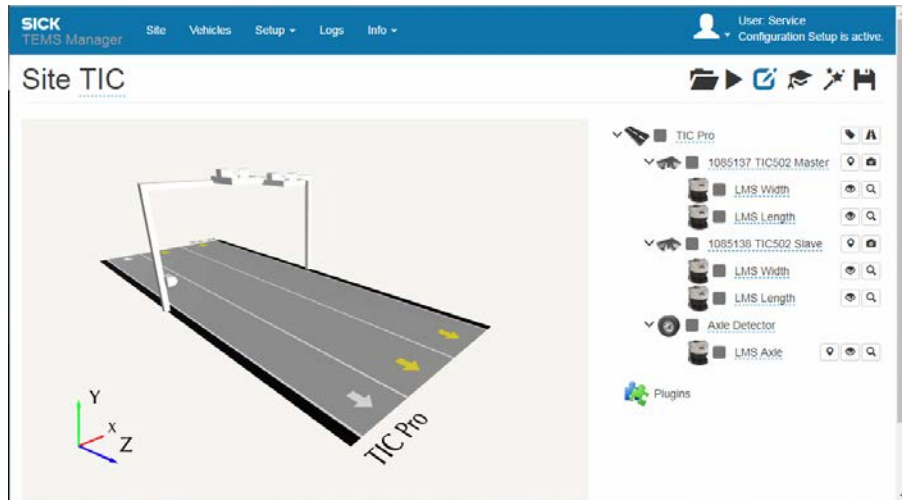 SICK
TEMS Manager
Site
Vehicles
Setup
Logs
Info
User: Service
Configuration Setup is active.
Site TIC
TIC Pro
1085137 TIC502 Master
LMS Width
LMS Length
1085138 TIC502 Slave
LMS Width
LMS Length
Axle Detector
LMS Axle
Plugins
Y
X
Z
TIC Pro